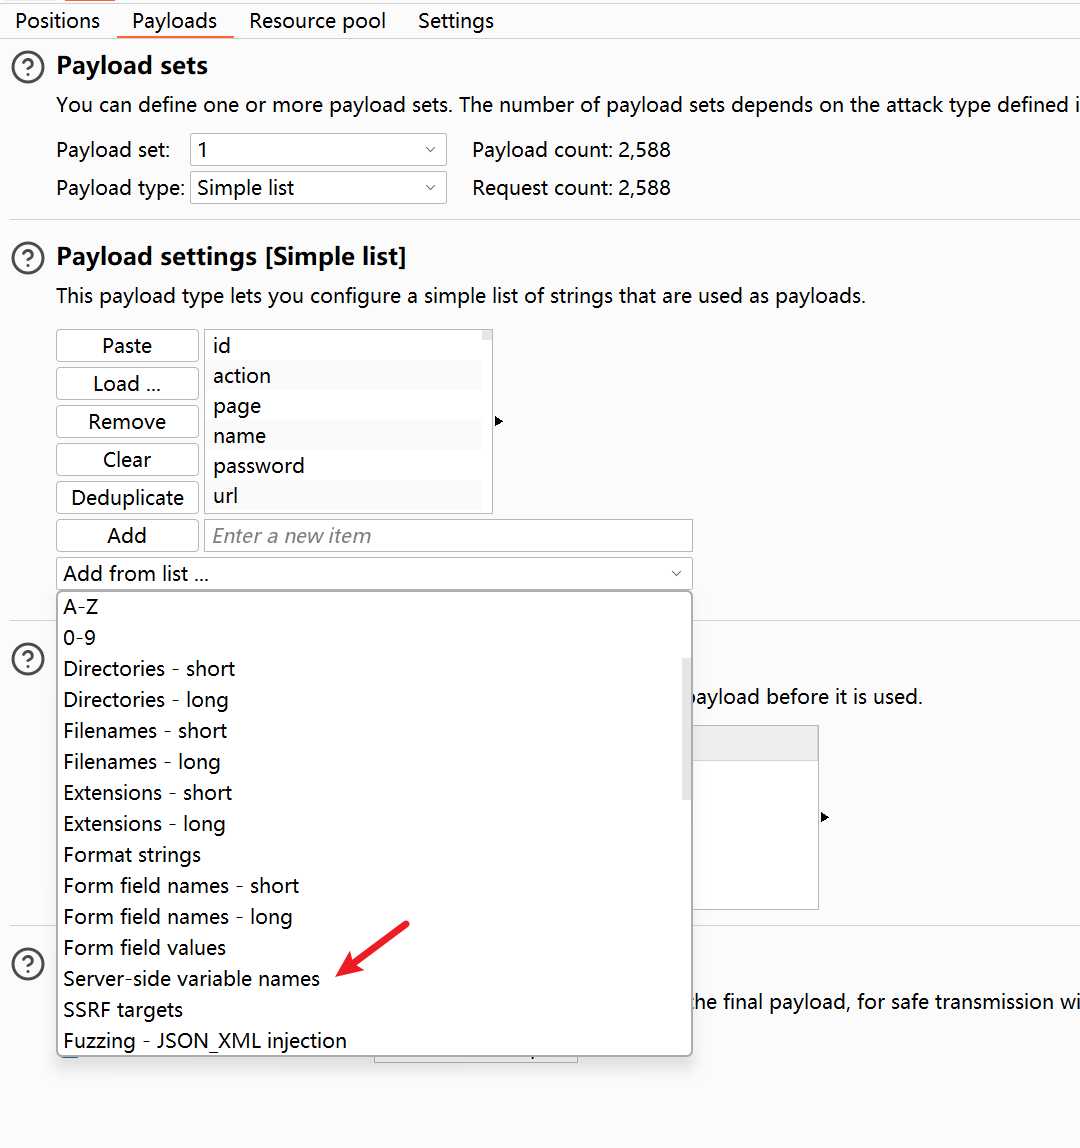 Positions Payloads Resource pool Settings
Payload sets
You can define one or more payload sets. The number of payload sets depends on the attack type defined i
Payload set: 1 Payload count: 2,588
Payload type: Simple list Request count: 2,588
Payload settings [Simple list]
This payload type lets you configure a simple list of strings that are used as payloads.
Paste
Load ...
Remove
Clear
Deduplicate
id
action
page
name
password
url
Add Enter a new item
Add from list ...
A-Z
0-9
Directories - short
Directories - long
Filenames - short
Filenames - long
Extensions - short
Extensions - long
Format strings
Form field names - short
Form field names - long
Form field values
Server-side variable names
SSRF targets
Fuzzing - JSON_XML injection
payload before it is used.
the final payload, for safe transmission wi